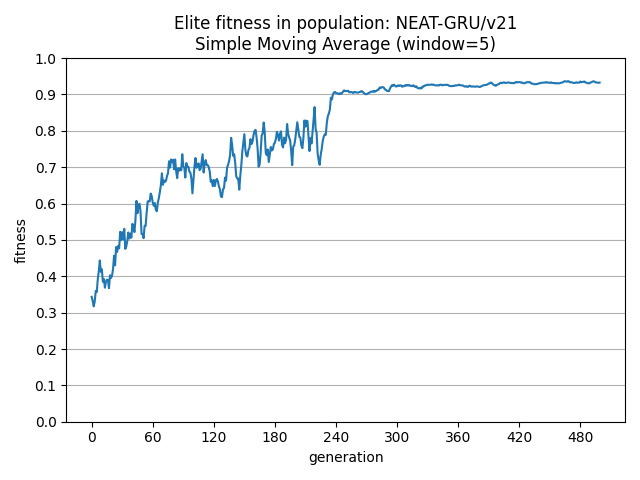 Elite fitness in population: NEAT-GRU/v21
Simple Moving Average (window=5)
1.0
0.9
0.8
0.7
0.6
0.5
0.4
0.3
0.2
0.1
0.0
fitness
0 60 120 180 240 300 360 420 480
generation